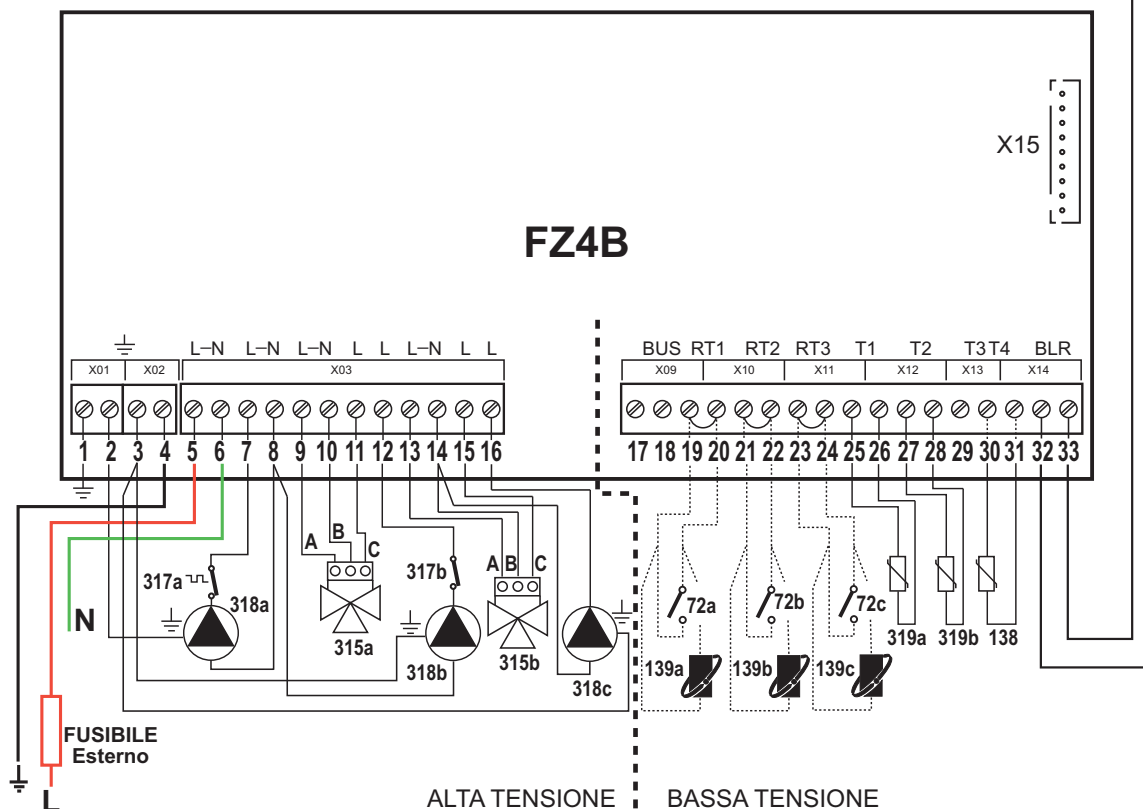 X15
FZ4B
L–N L–N L–N L L L–N L L
BUS RT1 RT2 RT3 T1 T2 T3 T4 BLR
X01 X02 X03
X09 X10 X11 X12 X13 X14
1 2 3 4 5 6 7 8 9 10 11 12 13 14 15 16
17 18 19 20 21 22 23 24 25 26 27 28 29 30 31 32 33
A B C
A B C
317a
318a
N
315a
317b
318b
315b
318c
72a
72b
72c
139a
139b
139c
319a
319b
138
FUSIBILE
Esterno
L
ALTA TENSIONE
BASSA TENSIONE